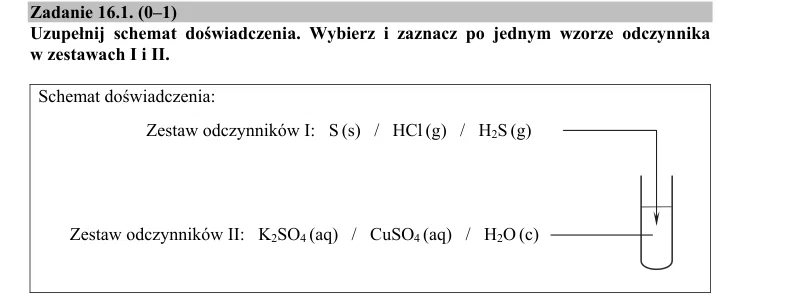 Zadanie 16.1. (0–1)
Uzupełnij schemat doświadczenia. Wybierz i zaznacz po jednym wzorze odczynnika
w zestawach I i II.
Schemat doświadczenia:
Zestaw odczynników I: S (s) / HCl (g) / H₂S (g)
Zestaw odczynników II: K₂SO₄ (aq) / CuSO₄ (aq) / H₂O (c)